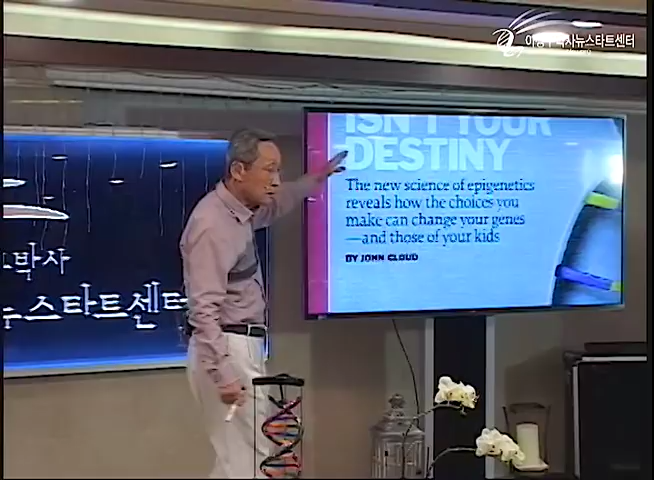 뉴스타트센터
ISN'T YOUR
DESTINY
The new science of epigenetics
reveals how the choices you
make can change your genes
—and those of your kids
BY JOHN CLOUD
박사
뉴스타트센터